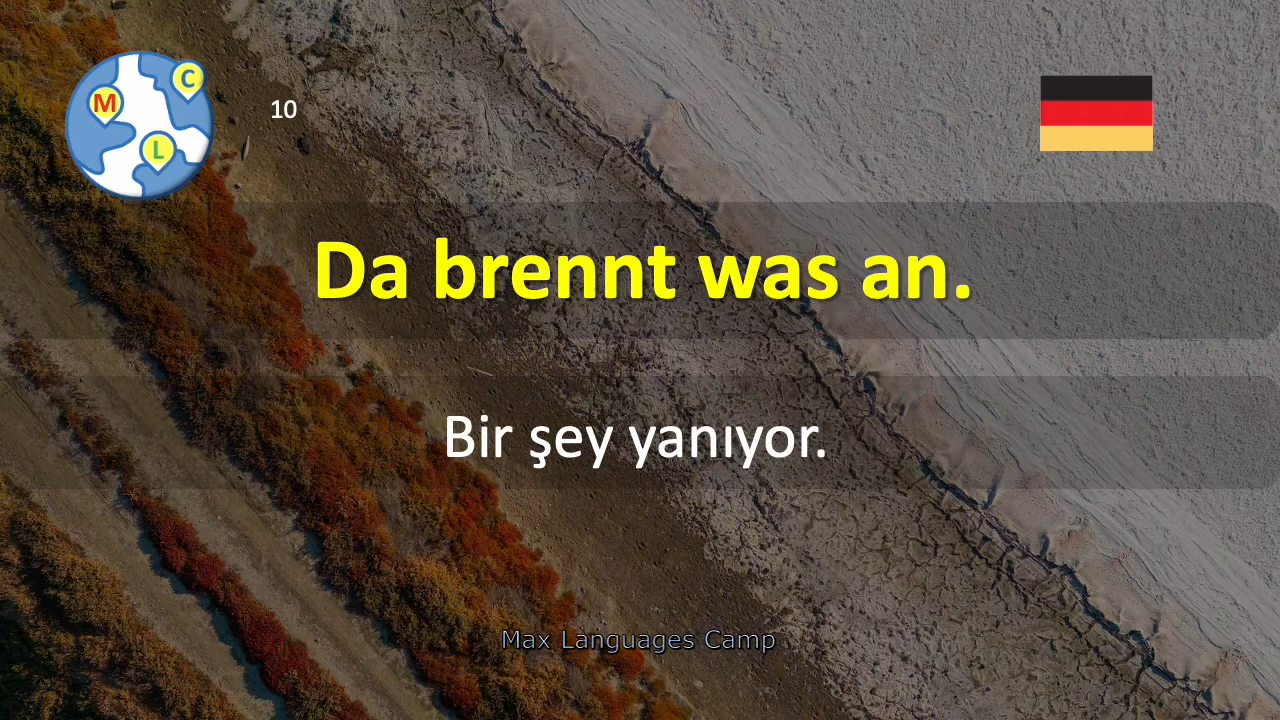 C
M
L
10
Da brennt was an.
Bir şey yanıyor.
Max Languages Camp